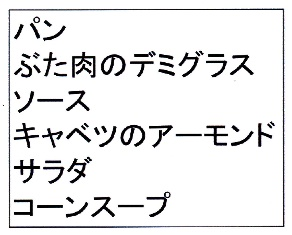 パン
ぶた肉のデミグラス
ソース
キャベツのアーモンド
サラダ
コーンスープ